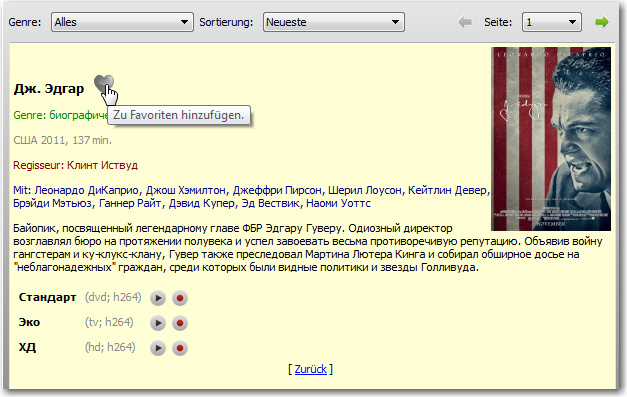 Genre: Alles Sortierung: Neueste Seite: 1
LEONARDO DICAPRIO
Дж. Эдгар
J. Edgar
Genre: биографиче
Zu Favoriten hinzufügen.
США 2011, 137 min.
Regisseur: Клинт Иствуд
Mit: Леонардо ДиКаприо, Джош Хэмилтон, Джеффри Пирсон, Шерил Лоусон, Кейтлин Девер,
Брэйди Мэтьюз, Ганнер Райт, Дэвид Купер, Эд Вествик, Наоми Уоттс
NOVEMBER
Байопик, посвященный легендарному главе ФБР Эдгару Гуверу. Одиозный директор
возглавлял бюро на протяжении полувека и успел завоевать весьма противоречивую репутацию. Объявив войну
гангстерам и ку-клукс-клану, Гувер также преследовал Мартина Лютера Кинга и собирал обширное досье на
"неблагонадежных" граждан, среди которых были видные политики и звезды Голливуда.
Стандарт (dvd; h264)
Эко (tv; h264)
ХД (hd; h264)
[ Zurück ]